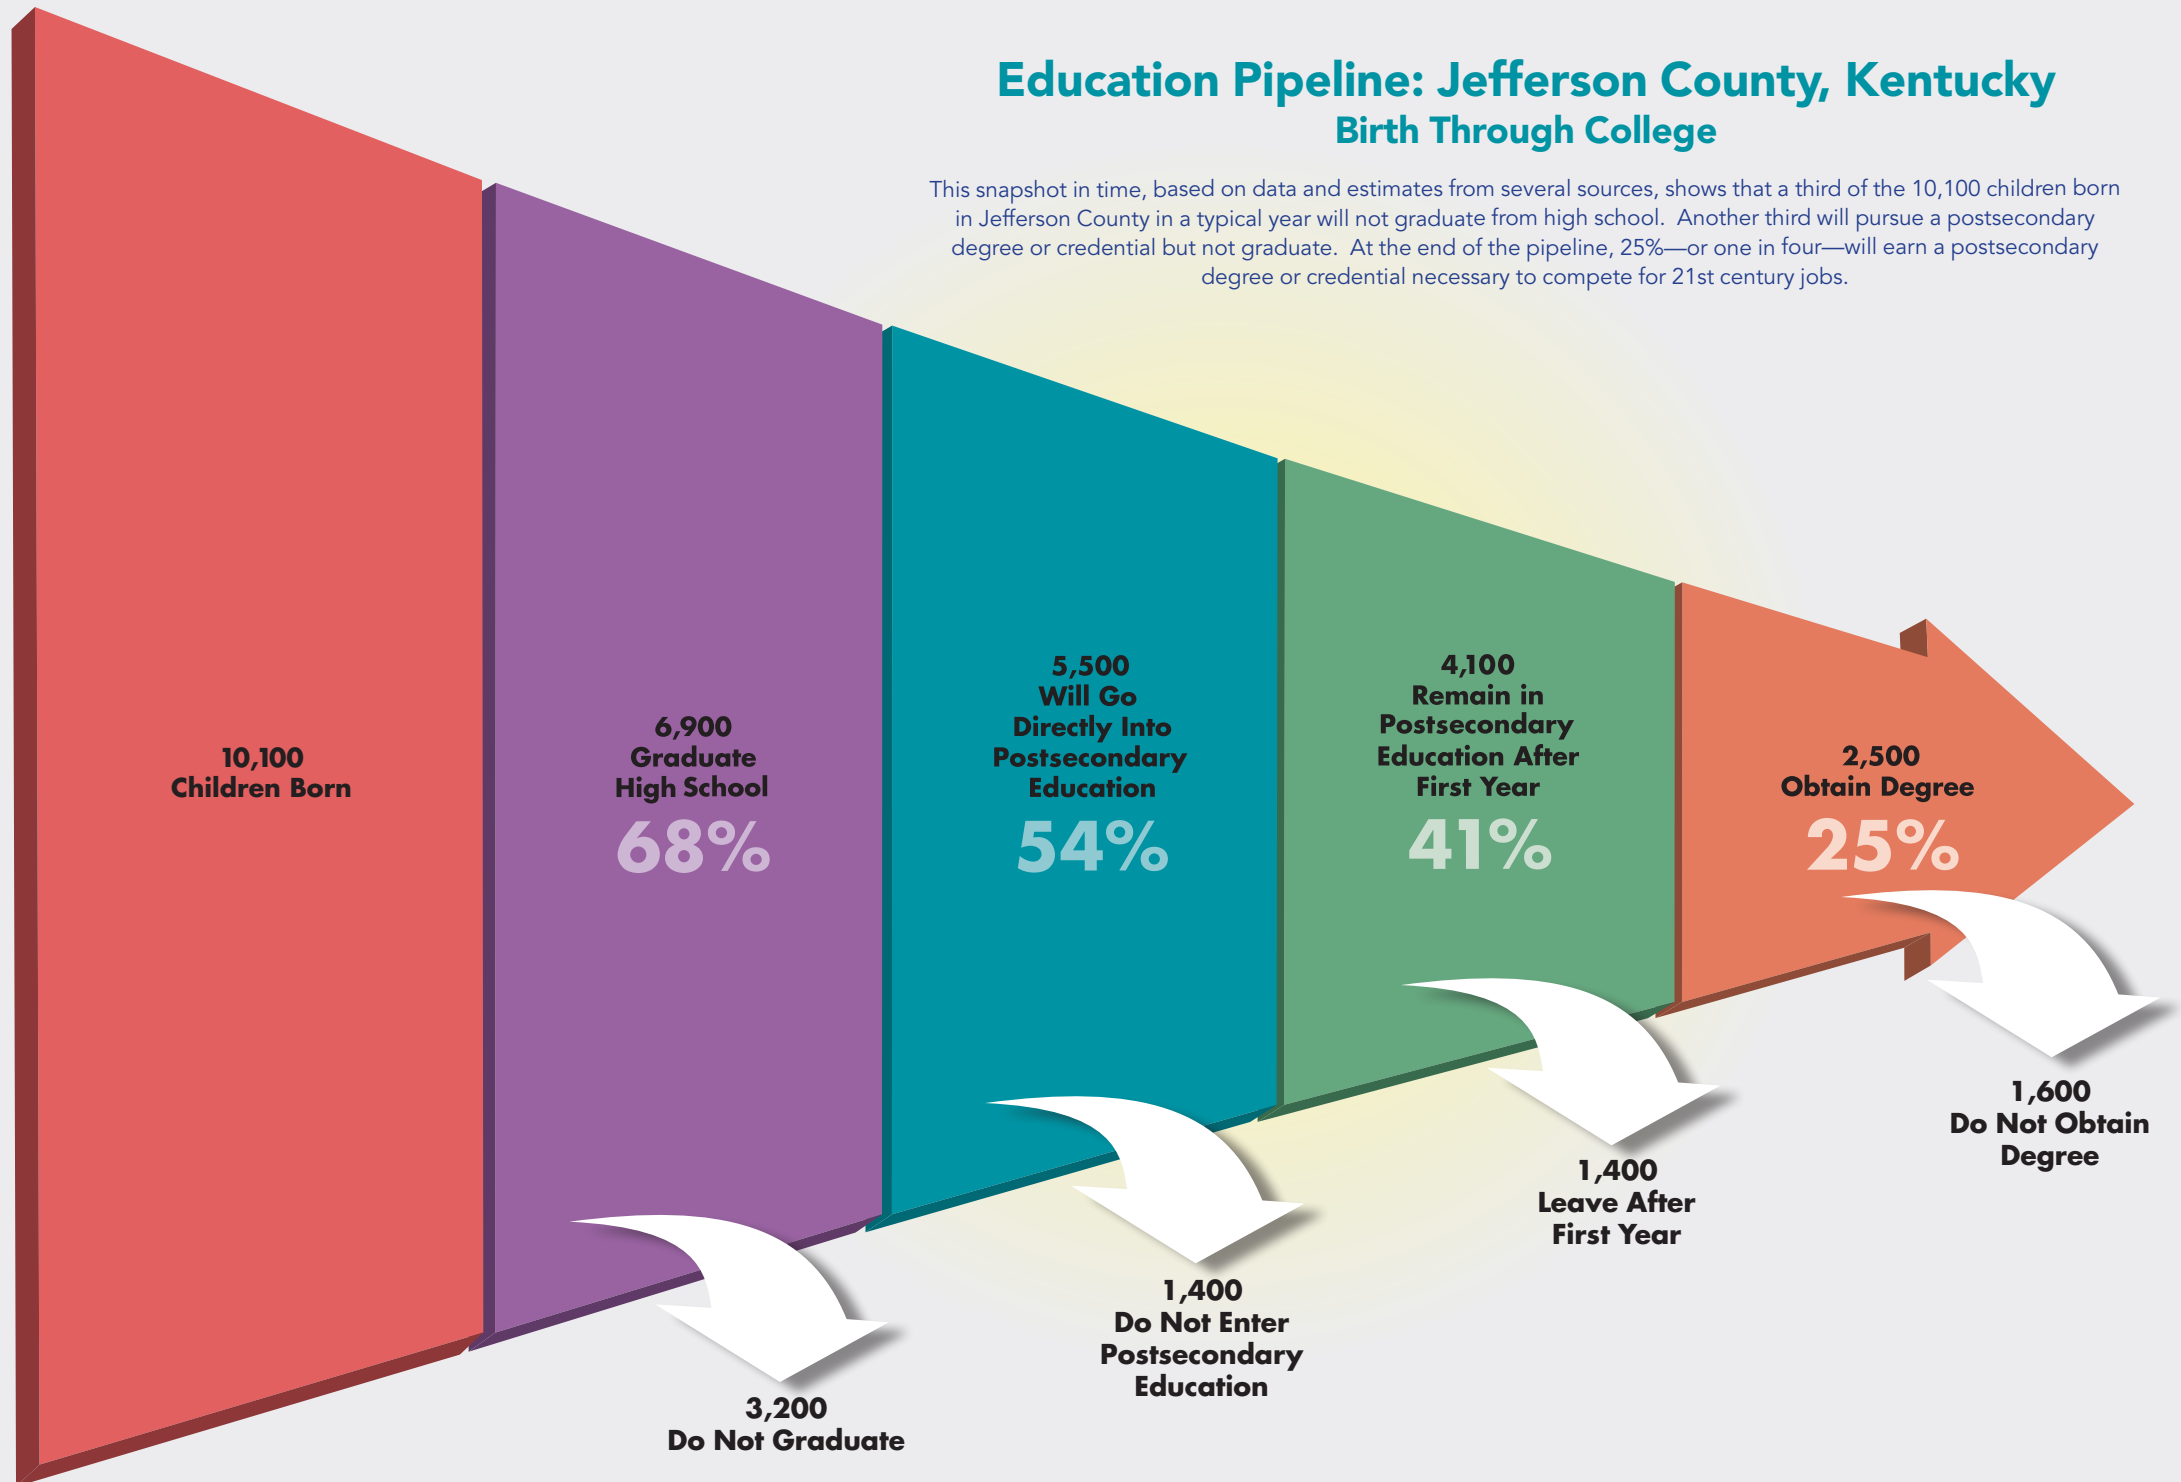 Education Pipeline: Jefferson County, Kentucky
Birth Through College
This snapshot in time, based on data and estimates from several sources, shows that a third of the 10,100 children born
in Jefferson County in a typical year will not graduate from high school.  Another third will pursue a postsecondary
degree or credential but not graduate.  At the end of the pipeline, 25%—or one in four—will earn a postsecondary
degree or credential necessary to compete for 21st century jobs.
10,100
Children Born
6,900
Graduate
High School
68%
5,500
Will Go
Directly Into
Postsecondary
Education
54%
4,100
Remain in
Postsecondary
Education After
First Year
41%
2,500
Obtain Degree
25%
3,200
Do Not Graduate
1,400
Do Not Enter
Postsecondary
Education
1,400
Leave After
First Year
1,600
Do Not Obtain
Degree